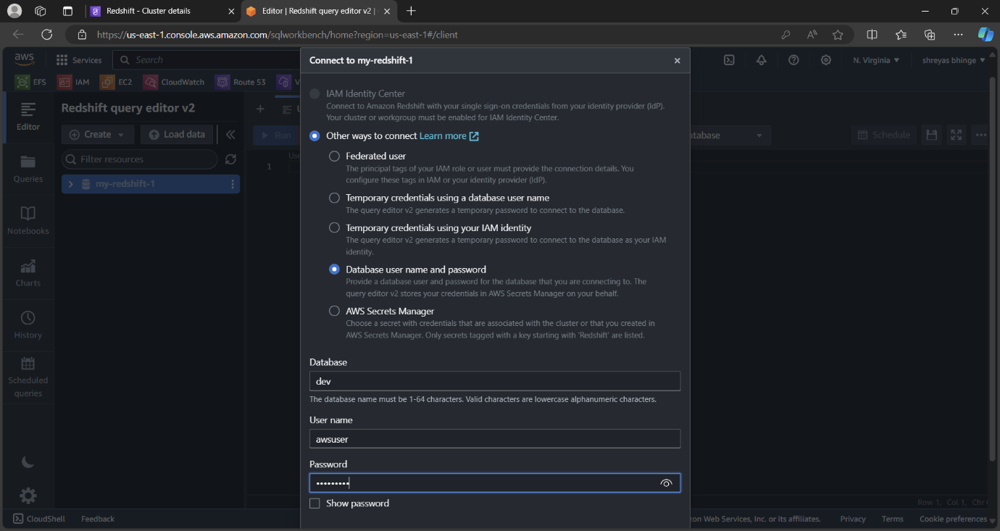 Redshift - Cluster details
Editor | Redshift query editor v2 |
https://us-east-1.console.aws.amazon.com/sqlworkbench/home?region=us-east-1#/client
aws
Services
Search
N. Virginia
shreyas bhinge
EFS
IAM
EC2
CloudWatch
Route 53
V
Editor
Queries
Notebooks
Charts
History
Scheduled
queries
Redshift query editor v2
Create
Load data
Filter resources
my-redshift-1
Run
Schedule
1
Connect to my-redshift-1
IAM Identity Center
Connect to Amazon Redshift with your single sign-on credentials from your identity provider (IdP).
Your cluster or workgroup must be enabled for IAM Identity Center.
Other ways to connect Learn more
Federated user
The principal tags of your IAM role or user must provide the connection details. You
configure these tags in IAM or your identity provider (IdP).
Temporary credentials using a database user name
The query editor v2 generates a temporary password to connect to the database.
Temporary credentials using your IAM identity
The query editor v2 generates a temporary password to connect to the database as your IAM
identity.
Database user name and password
Provide a database user and password for the database that you are connecting to. The
query editor v2 stores your credentials in AWS Secrets Manager on your behalf.
AWS Secrets Manager
Choose a secret with credentials that are associated with the cluster or that you created in
AWS Secrets Manager. Only secrets tagged with a key starting with 'Redshift' are listed.
Database
dev
The database name must be 1-64 characters. Valid characters are lowercase alphanumeric characters.
User name
awsuser
Password
•••••••••
Show password
Row 1, Col 1, Chr
CloudShell
Feedback
zon Web Services, Inc. or its affiliates.
Privacy
Terms
Cookie preferences